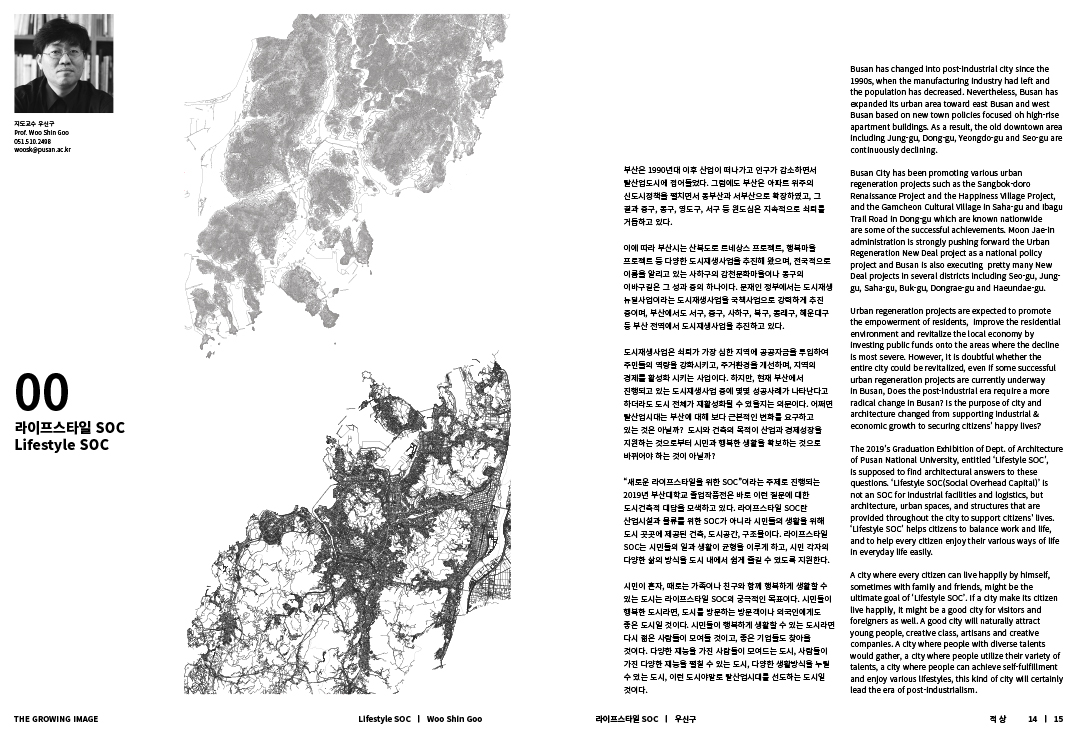 지도교수 우신구
Prof. Woo Shin Goo
051.510.2498
woosk@pusan.ac.kr
00
라이프스타일 SOC
Lifestyle SOC
부산은 1990년대 이후 산업이 떠나가고 인구가 감소하면서
탈산업도시에 접어들었다. 그럼에도 부산은 아파트 위주의
신도시정책을 펼치면서 동부산과 서부산으로 확장하였고, 그
결과 중구, 동구, 영도구, 서구 등 원도심은 지속적으로 쇠퇴를
거듭하고 있다.
이에 따라 부산시는 산복도로 르네상스 프로젝트, 행복마을
프로젝트 등 다양한 도시재생사업을 추진해 왔으며, 전국적으로
이름을 알리고 있는 사하구의 감천문화마을이나 동구의
이바구길은 그 성과 중의 하나이다. 문재인 정부에서는 도시재생
뉴딜사업이라는 도시재생사업을 국책사업으로 강력하게 추진
중이며, 부산에서도 서구, 중구, 사하구, 북구, 동래구, 해운대구
등 부산 전역에서 도시재생사업을 추진하고 있다.
도시재생사업은 쇠퇴가 가장 심한 지역에 공공자금을 투입하여
주민들의 역량을 강화시키고, 주거환경을 개선하며, 지역의
경제를 활성화 시키는 사업이다. 하지만, 현재 부산에서
진행되고 있는 도시재생사업 중에 몇몇 성공사례가 나타난다고
하더라도 도시 전체가 재활성화될 수 있을지는 의문이다. 어쩌면
탈산업시대는 부산에 대해 보다 근본적인 변화를 요구하고
있는 것은 아닐까? 도시와 건축의 목적이 산업과 경제성장을
지원하는 것으로부터 시민과 행복한 생활을 확보하는 것으로
바뀌어야 하는 것이 아닐까?
“새로운 라이프스타일을 위한 SOC”이라는 주제로 진행되는
2019년 부산대학교 졸업작품전은 바로 이런 질문에 대한
도시건축적 대답을 모색하고 있다. 라이프스타일 SOC란
산업시설과 물류를 위한 SOC가 아니라 시민들의 생활을 위해
도시 곳곳에 제공된 건축, 도시공간, 구조물이다. 라이프스타일
SOC는 시민들의 일과 생활이 균형을 이루게 하고, 시민 각자의
다양한 삶의 방식을 도시 내에서 쉽게 즐길 수 있도록 지원한다.
시민이 혼자, 때로는 가족이나 친구와 함께 행복하게 생활할 수
있는 도시는 라이프스타일 SOC의 궁극적인 목표이다. 시민들이
행복한 도시라면, 도시를 방문하는 방문객이나 외국인에게도
좋은 도시일 것이다. 시민들이 행복하게 생활할 수 있는 도시라면
다시 젊은 사람들이 모여들 것이고, 좋은 기업들도 찾아올
것이다. 다양한 재능을 가진 사람들이 모여드는 도시, 사람들이
가진 다양한 재능을 펼칠 수 있는 도시, 다양한 생활방식을 누릴
수 있는 도시, 이런 도시야말로 탈산업시대를 선도하는 도시일
것이다.
Busan has changed into post-industrial city since the
1990s, when the manufacturing industry had left and
the population has decreased. Nevertheless, Busan has
expanded its urban area toward east Busan and west
Busan based on new town policies focused oh high-rise
apartment buildings. As a result, the old downtown area
including Jung-gu, Dong-gu, Yeongdo-gu and Seo-gu are
continuously declining.
Busan City has been promoting various urban
regeneration projects such as the Sangbok-doro
Renaissance Project and the Happiness Village Project,
and the Gamcheon Cultural Village in Saha-gu and Ibagu
Trail Road in Dong-gu which are known nationwide
are some of the successful achievements. Moon Jae-in
administration is strongly pushing forward the Urban
Regeneration New Deal project as a national policy
project and Busan is also executing  pretty many New
Deal projects in several districts including Seo-gu, Jung-
gu, Saha-gu, Buk-gu, Dongrae-gu and Haeundae-gu.
Urban regeneration projects are expected to promote
the empowerment of residents,  improve the residential
environment and revitalize the local economy by
investing public funds onto the areas where the decline
is most severe. However, it is doubtful whether the
entire city could be revitalized, even if some successful
urban regeneration projects are currently underway
in Busan, Does the post-industrial era require a more
radical change in Busan? Is the purpose of city and
architecture changed from supporting industrial &
economic growth to securing citizens' happy lives?
The 2019's Graduation Exhibition of Dept. of Architecture
of Pusan National University, entitled 'Lifestyle SOC',
is supposed to find architectural answers to these
questions. 'Lifestyle SOC(Social Overhead Capital)' is
not an SOC for industrial facilities and logistics, but
architecture, urban spaces, and structures that are
provided throughout the city to support citizens' lives.
'Lifestyle SOC' helps citizens to balance work and life,
and to help every citizen enjoy their various ways of life
in everyday life easily.
A city where every citizen can live happily by himself,
sometimes with family and friends, might be the
ultimate goal of 'Lifestyle SOC'. If a city make its citizen
live happily, it might be a good city for visitors and
foreigners as well. A good city will naturally attract
young people, creative class, artisans and creative
companies. A city where people with diverse talents
would gather, a city where people utilize their variety of
talents, a city where people can achieve self-fulfillment
and enjoy various lifestyles, this kind of city will certainly
lead the era of post-industrialism.
THE GROWING IMAGE
Lifestyle SOC | Woo Shin Goo
라이프스타일 SOC | 우신구
적 상 14 | 15